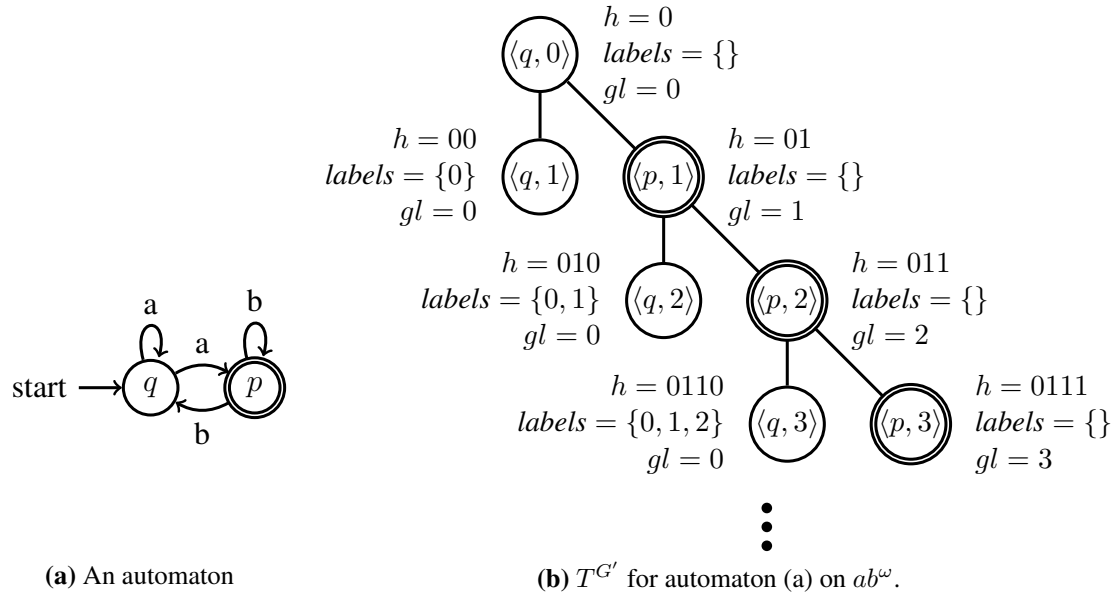 h = 0
⟨q, 0⟩ labels = {}
gl = 0
h = 00
labels = {0}
gl = 0
⟨q, 1⟩
⟨p, 1⟩
h = 01
labels = {}
gl = 1
h = 010
labels = {0, 1}
gl = 0
⟨q, 2⟩
⟨p, 2⟩
h = 011
labels = {}
gl = 2
h = 0110
labels = {0, 1, 2}
gl = 0
⟨q, 3⟩
⟨p, 3⟩
h = 0111
labels = {}
gl = 3
a
b
a
start
q
p
b
(a) An automaton
(b) T^{G′} for automaton (a) on ab^ω.